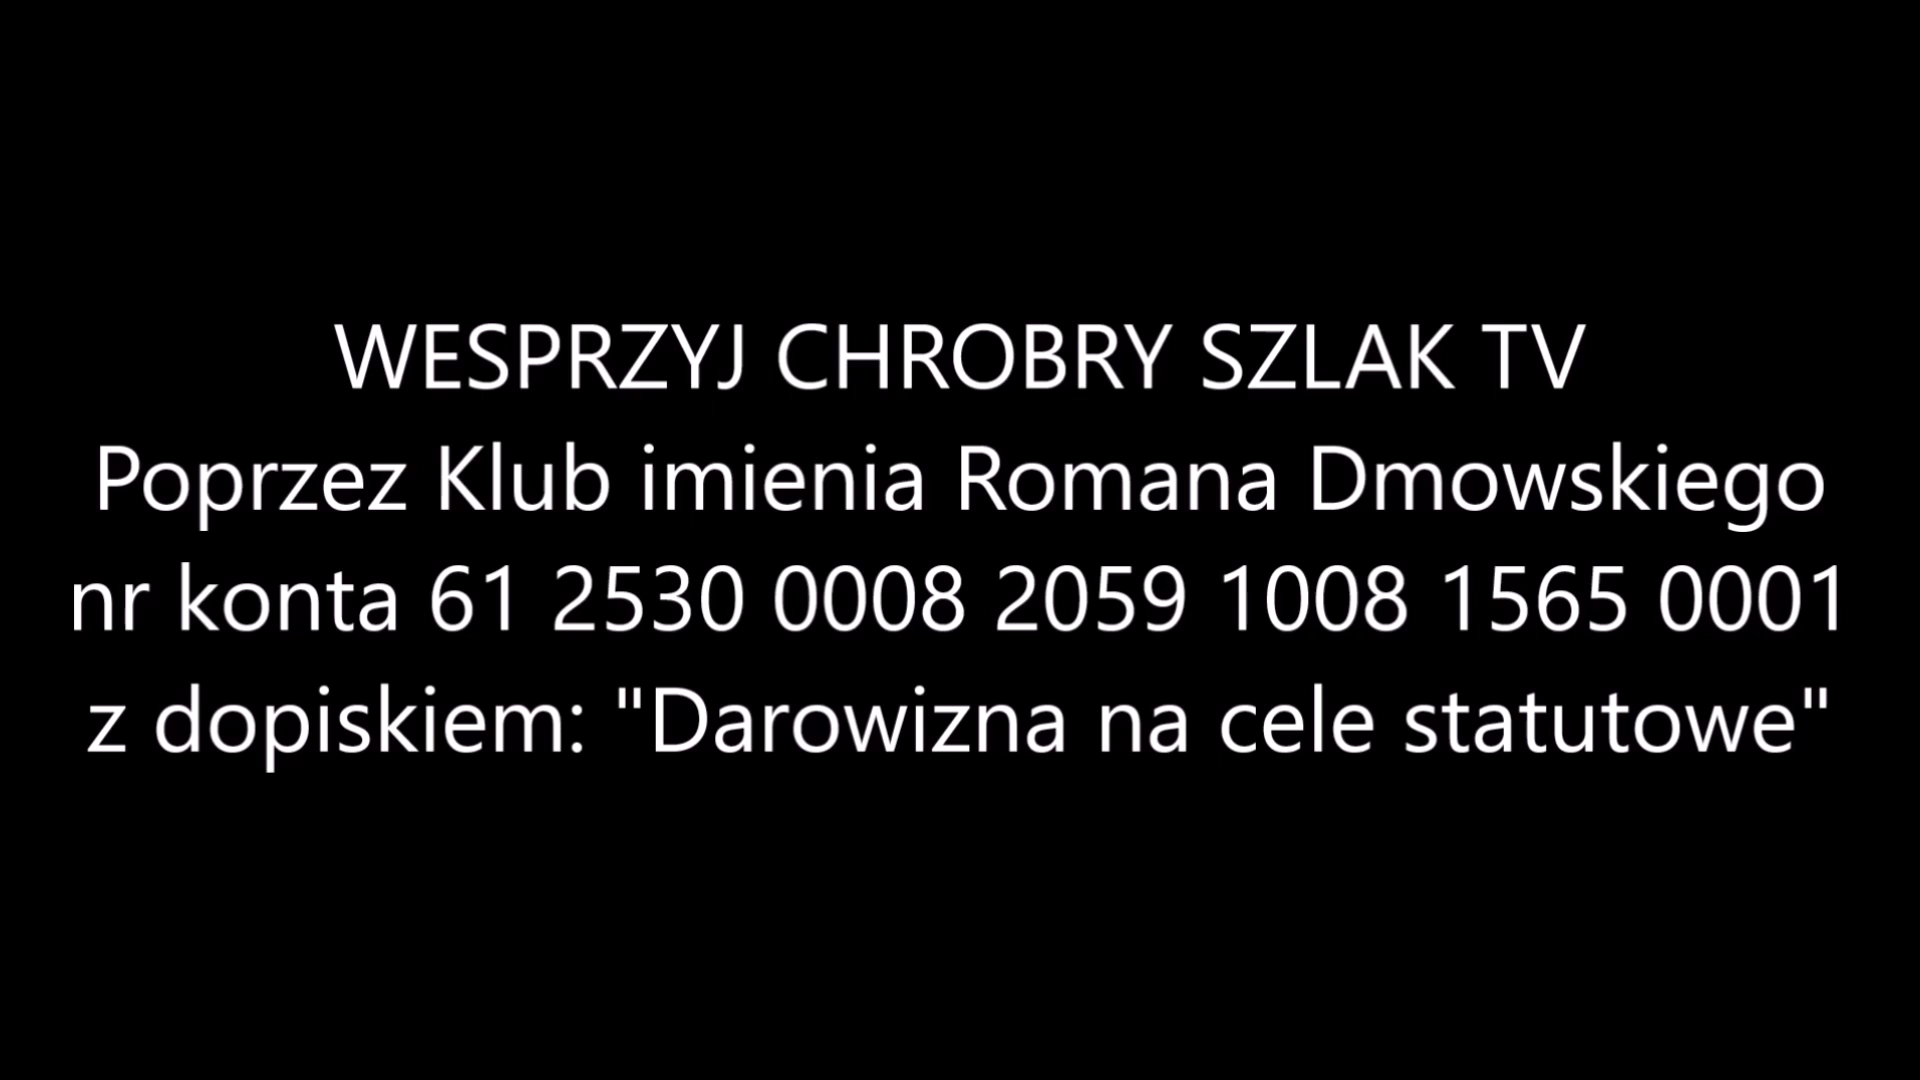 WESPRZYJ CHROBRY SZLAK TV
Poprzez Klub imienia Romana Dmowskiego
nr konta 61 2530 0008 2059 1008 1565 0001
z dopiskiem: "Darowizna na cele statutowe"